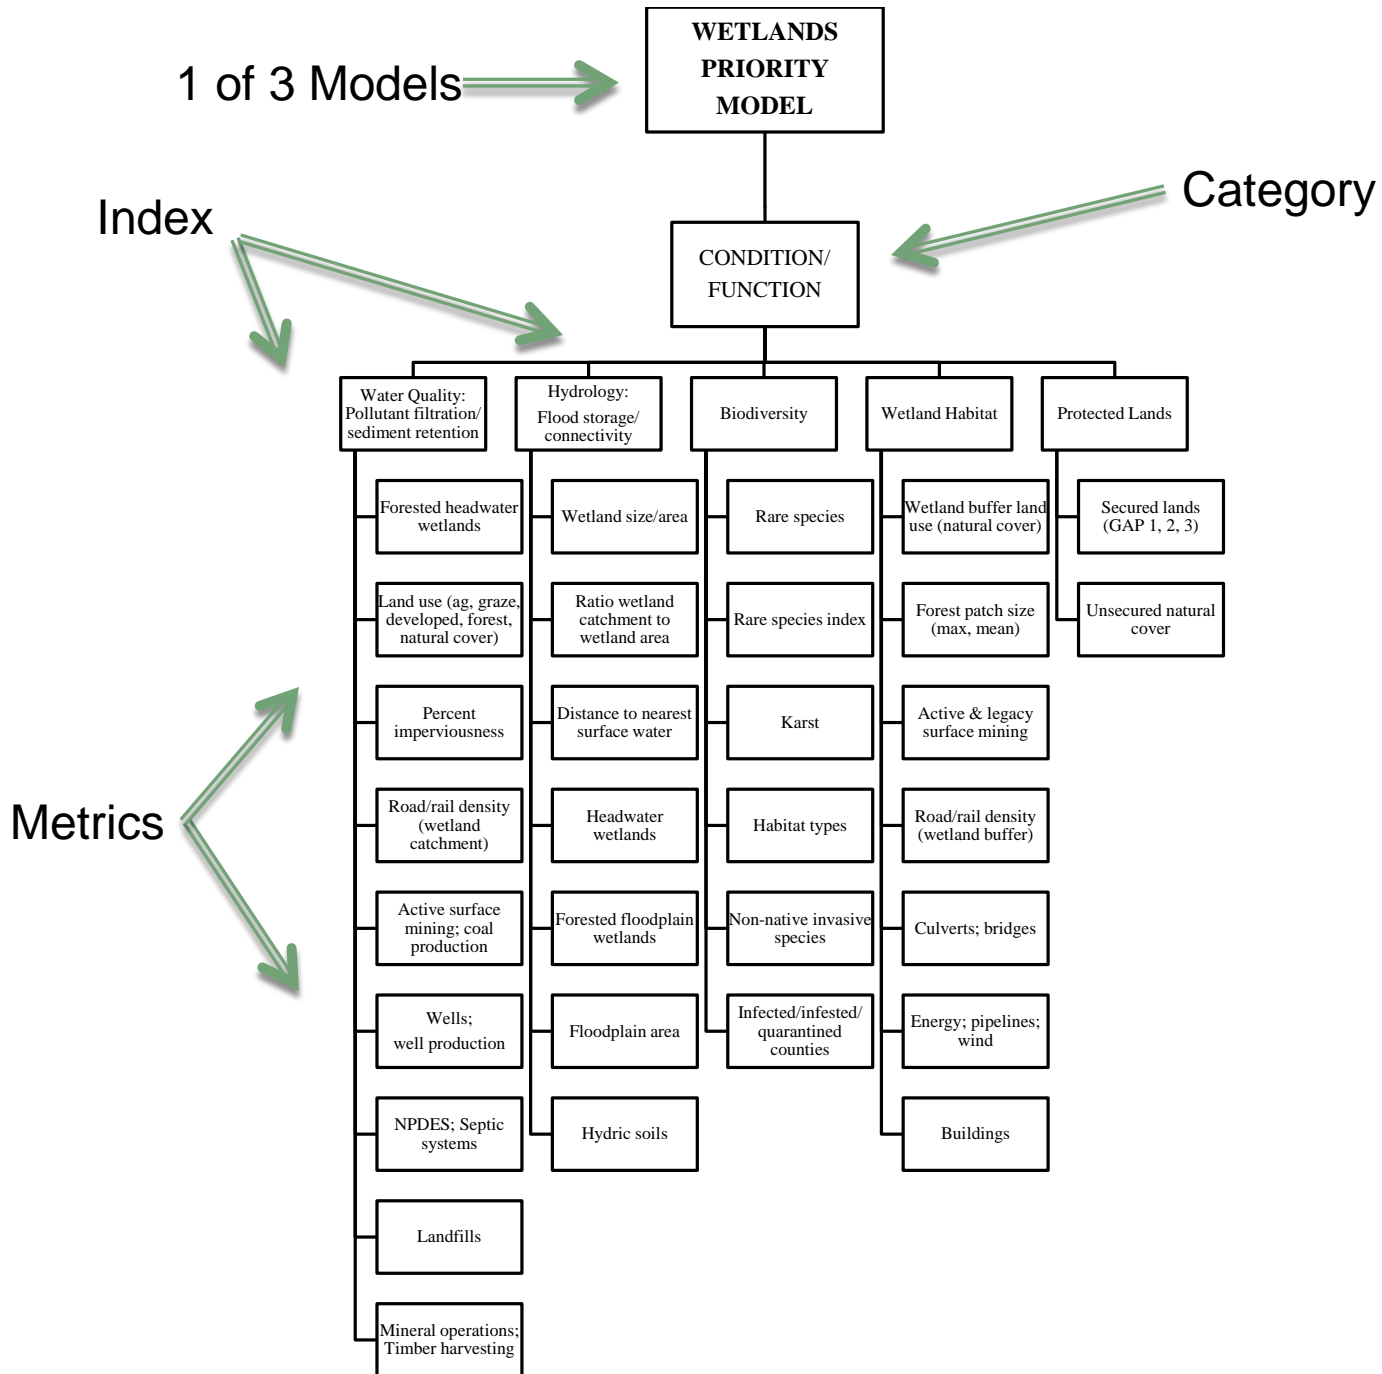 WETLANDS
PRIORITY
MODEL
1 of 3 Models
Category
Index
CONDITION/
FUNCTION
Water Quality:
Pollutant filtration/
sediment retention
Hydrology:
Flood storage/
connectivity
Biodiversity
Wetland Habitat
Protected Lands
Forested headwater
wetlands
Wetland size/area
Rare species
Wetland buffer land
use (natural cover)
Secured lands
(GAP 1, 2, 3)
Land use (ag, graze,
developed, forest,
natural cover)
Ratio wetland
catchment to
wetland area
Rare species index
Forest patch size
(max, mean)
Unsecured natural
cover
Percent
imperviousness
Distance to nearest
surface water
Karst
Active & legacy
surface mining
Metrics
Road/rail density
(wetland
catchment)
Headwater
wetlands
Habitat types
Road/rail density
(wetland buffer)
Active surface
mining; coal
production
Forested floodplain
wetlands
Non-native invasive
species
Culverts; bridges
Wells;
well production
Floodplain area
Infected/infested/
quarantined
counties
Energy; pipelines;
wind
NPDES; Septic
systems
Hydric soils
Buildings
Landfills
Mineral operations;
Timber harvesting